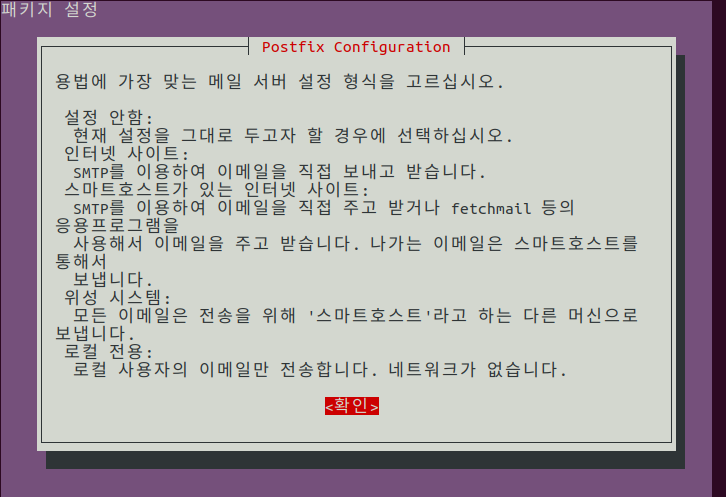 패키지 설정
Postfix Configuration
용법에 가장 맞는 메일 서버 설정 형식을 고르십시오.
설정 안함:
현재 설정을 그대로 두고자 할 경우에 선택하십시오.
인터넷 사이트:
SMTP를 이용하여 이메일을 직접 보내고 받습니다.
스마트호스트가 있는 인터넷 사이트:
SMTP를 이용하여 이메일을 직접 주고 받거나 fetchmail 등의
응용프로그램을
사용해서 이메일을 주고 받습니다. 나가는 이메일은 스마트호스트를
통해서
보냅니다.
위성 시스템:
모든 이메일은 전송을 위해 '스마트호스트'라고 하는 다른 머신으로
보냅니다.
로컬 전용:
로컬 사용자의 이메일만 전송합니다. 네트워크가 없습니다.
<확인>